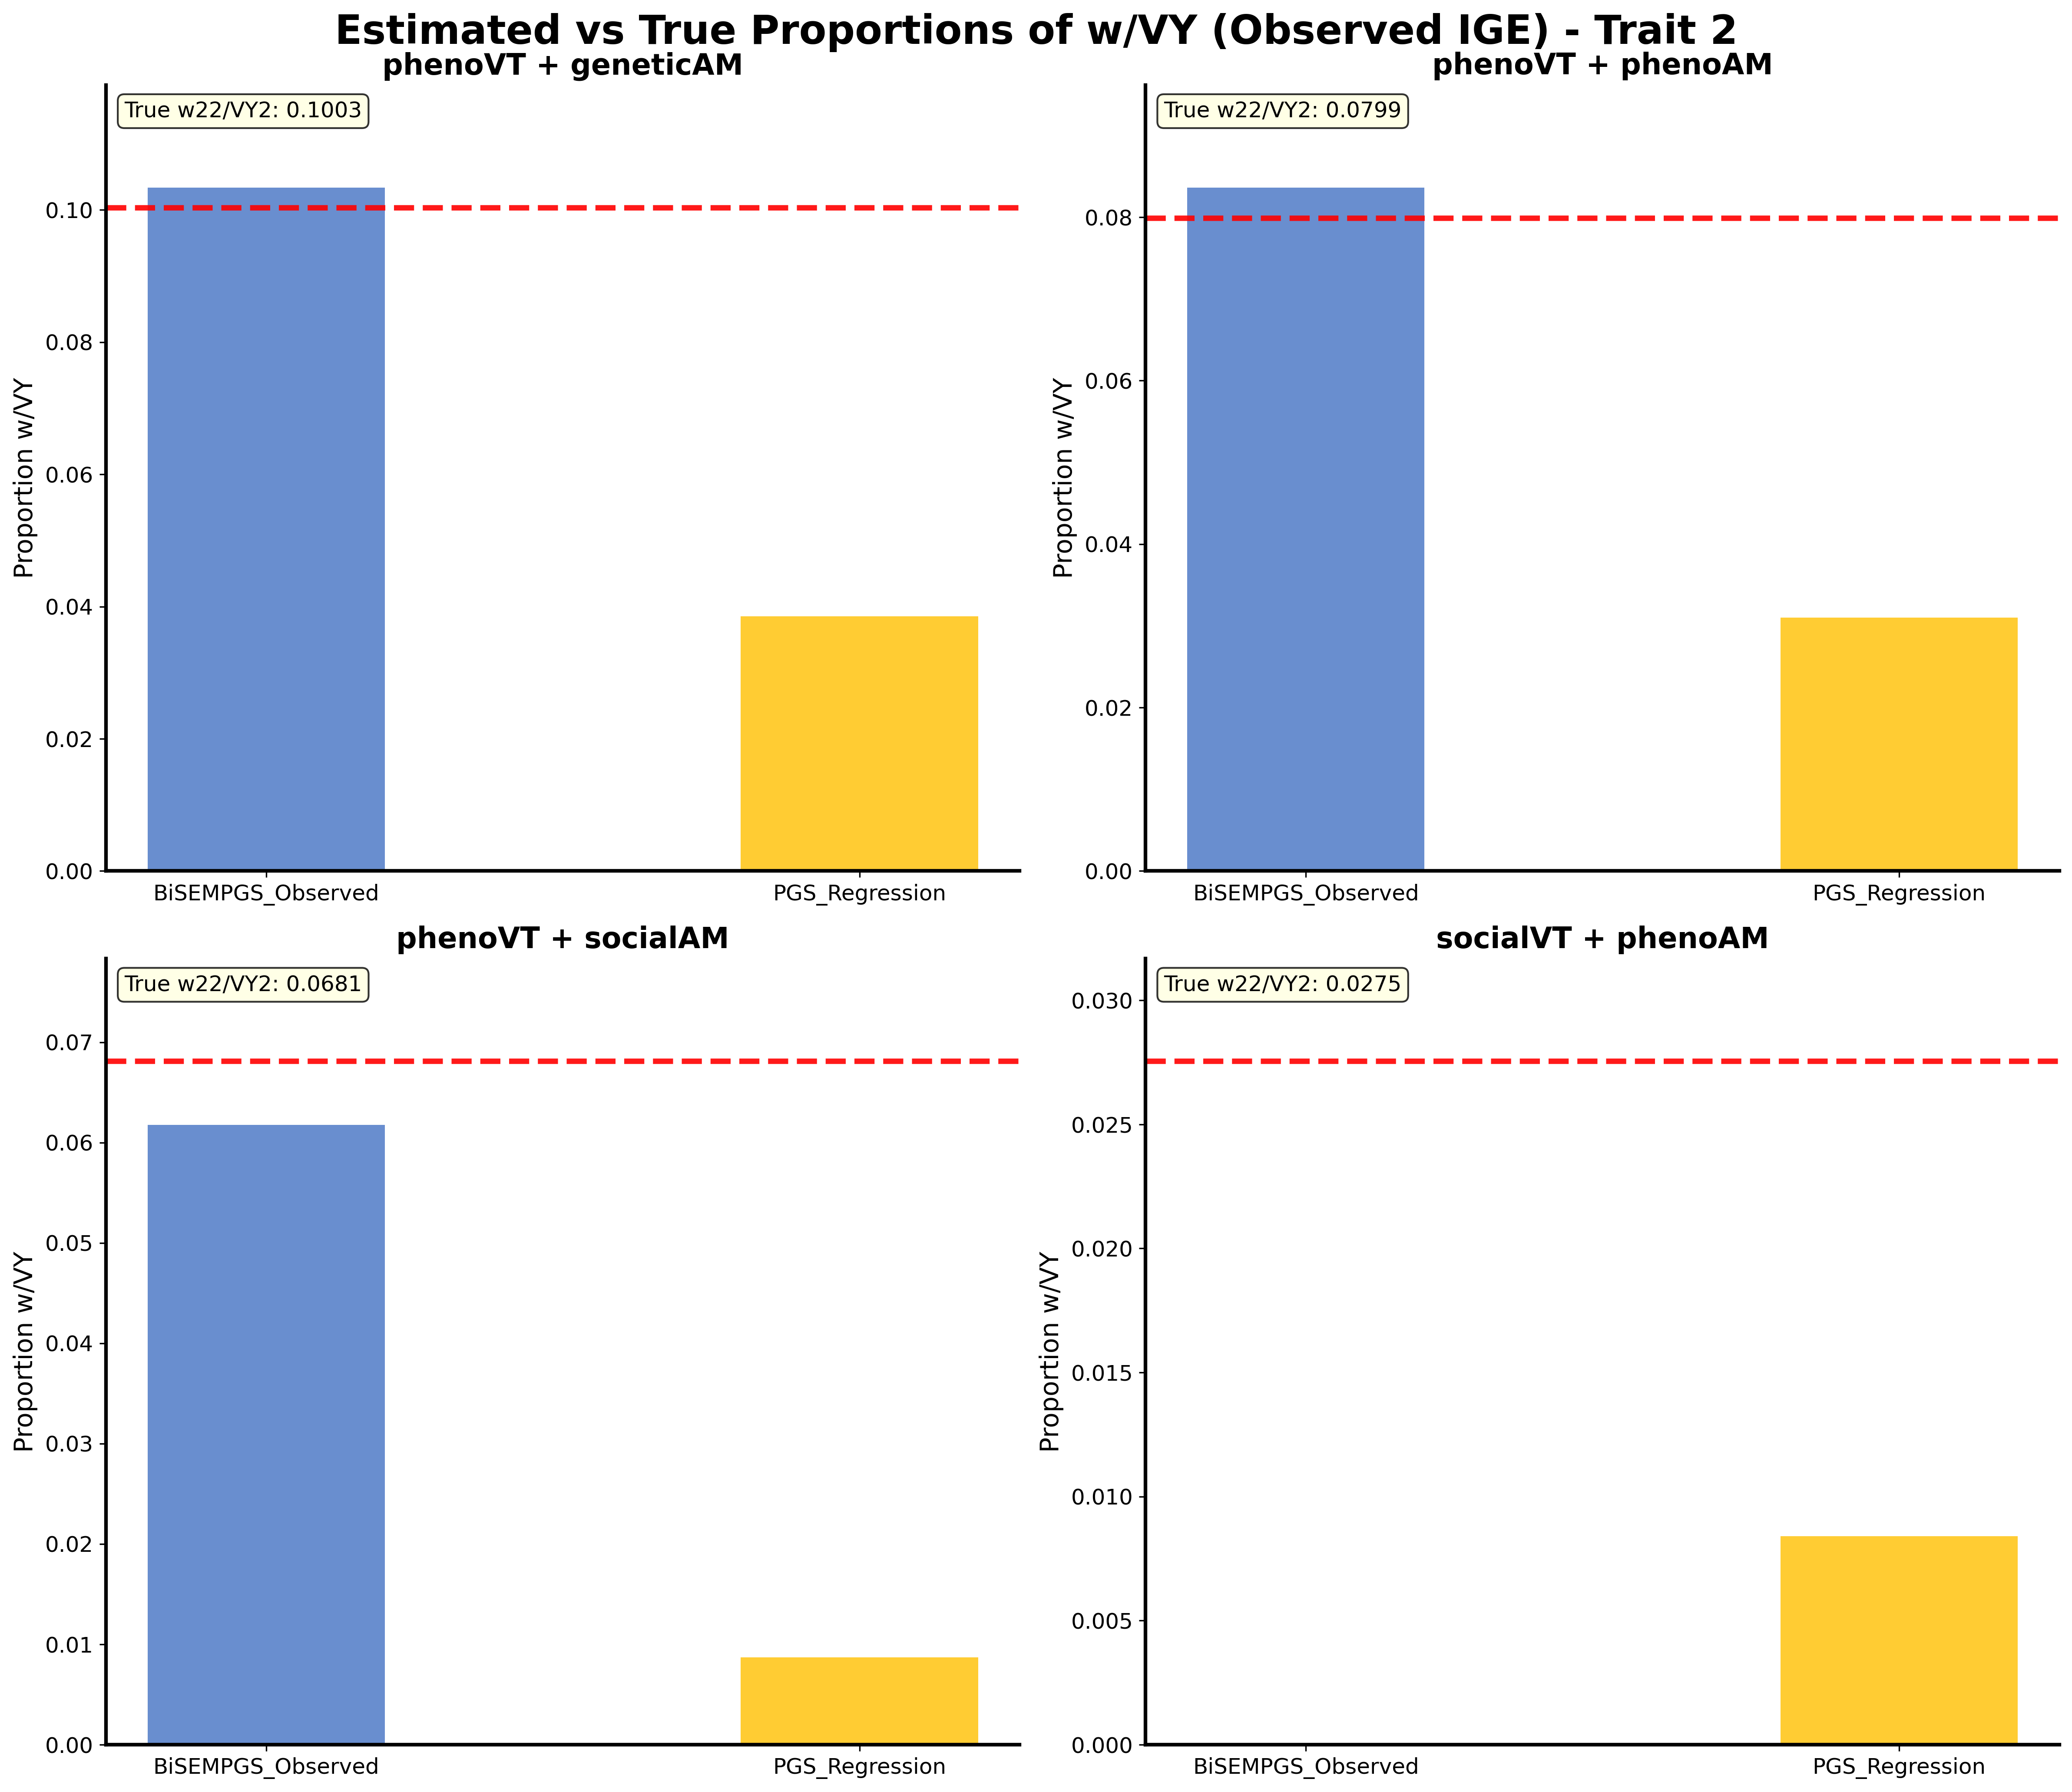 Estimated vs True Proportions of w/VY (Observed IGE) - Trait 2
phenoVT + geneticAM
True w22/VY2: 0.1003
Proportion w/VY
0.10
0.08
0.06
0.04
0.02
0.00
BiSEMPGS_Observed
PGS_Regression
phenoVT + phenoAM
True w22/VY2: 0.0799
Proportion w/VY
0.08
0.06
0.04
0.02
0.00
BiSEMPGS_Observed
PGS_Regression
phenoVT + socialAM
True w22/VY2: 0.0681
Proportion w/VY
0.07
0.06
0.05
0.04
0.03
0.02
0.01
0.00
BiSEMPGS_Observed
PGS_Regression
socialVT + phenoAM
True w22/VY2: 0.0275
Proportion w/VY
0.030
0.025
0.020
0.015
0.010
0.005
0.000
BiSEMPGS_Observed
PGS_Regression